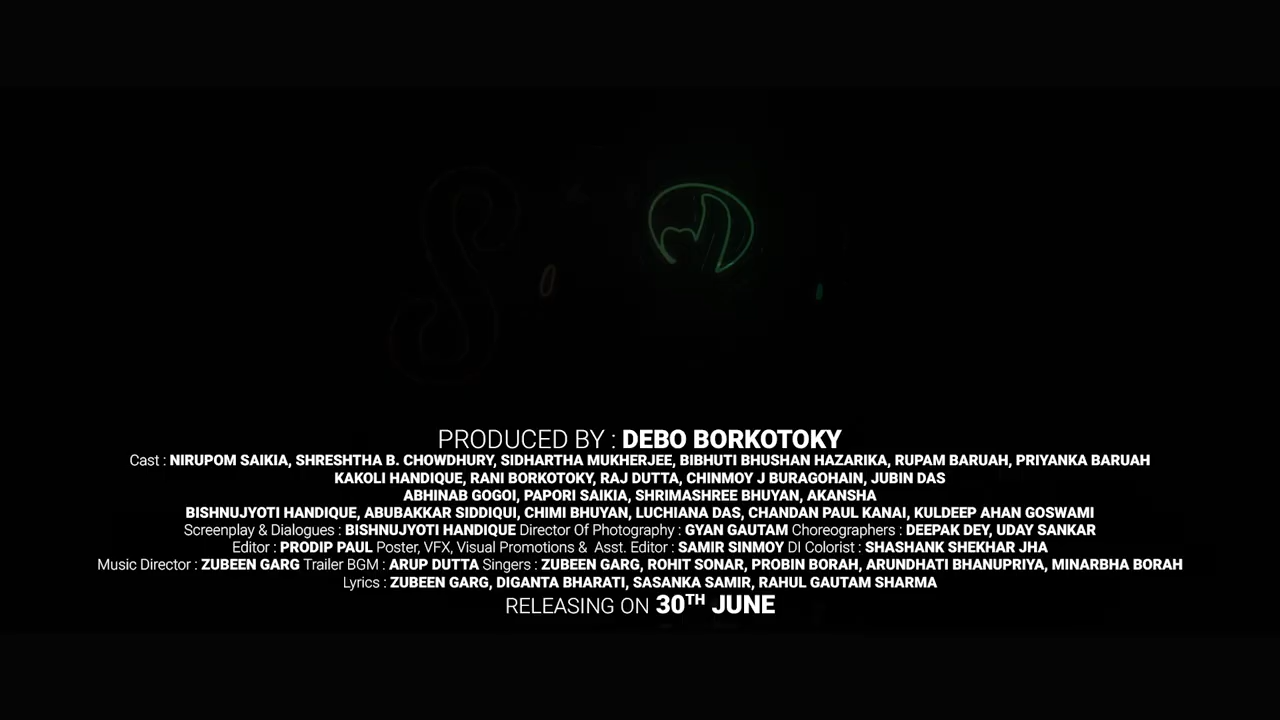 PRODUCED BY : DEBO BORKOTOKY
Cast : NIRUPOM SAIKIA, SHRESHTHA B. CHOWDHURY, SIDHARTHA MUKHERJEE, BIBHUTI BHUSHAN HAZARIKA, RUPAM BARUAH, PRIYANKA BARUAH
KAKOLI HANDIQUE, RANI BORKOTOKY, RAJ DUTTA, CHINMOY J BURAGOHAIN, JUBIN DAS
ABHINAB GOGOI, PAPORI SAIKIA, SHRIMASHREE BHUYAN, AKANSHA
BISHNUJYOTI HANDIQUE, ABUBAKKAR SIDDIQUI, CHIMI BHUYAN, LUCHIANA DAS, CHANDAN PAUL KANAI, KULDEEP AHAN GOSWAMI
Screenplay & Dialogues : BISHNUJYOTI HANDIQUE Director Of Photography : GYAN GAUTAM Choreographers : DEEPAK DEY, UDAY SANKAR
Editor : PRODIP PAUL Poster, VFX, Visual Promotions & Asst. Editor : SAMIR SINMOY DI Colorist : SHASHANK SHEKHAR JHA
Music Director : ZUBEEN GARG Trailer BGM : ARUP DUTTA Singers : ZUBEEN GARG, ROHIT SONAR, PROBIN BORAH, ARUNDHATI BHANUPRIYA, MINARBHA BORAH
Lyrics : ZUBEEN GARG, DIGANTA BHARATI, SASANKA SAMIR, RAHUL GAUTAM SHARMA
RELEASING ON 30TH JUNE